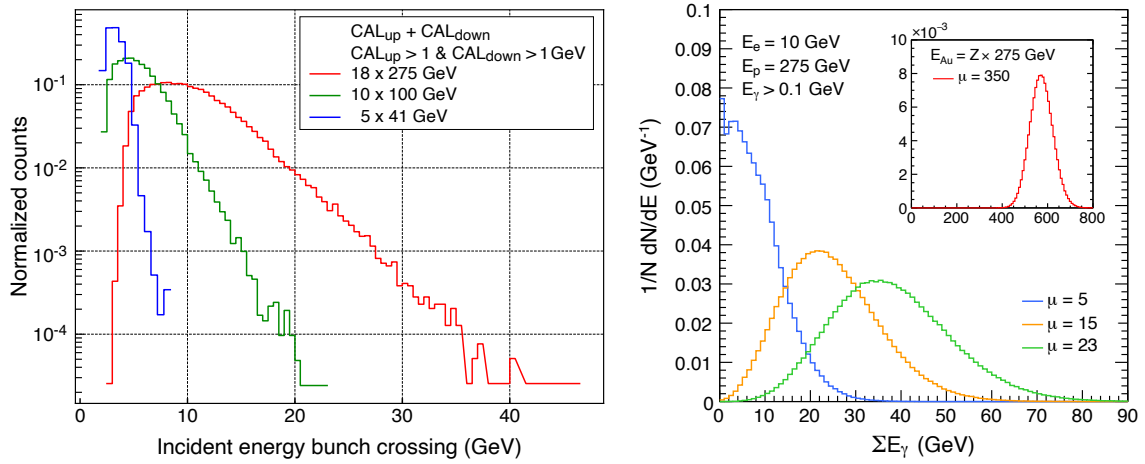 CAL_up + CAL_down
CAL_up > 1 & CAL_down > 1 GeV
18 x 275 GeV
10 x 100 GeV
5 x 41 GeV
Normalized counts
10⁻¹
10⁻²
10⁻³
10⁻⁴
0 10 20 30 40
Incident energy bunch crossing (GeV)
0.1
0.09
0.08
0.07
0.06
0.05
0.04
0.03
0.02
0.01
0
1/N dN/dE (GeV⁻¹)
E_e = 10 GeV
E_p = 275 GeV
E_γ > 0.1 GeV
×10⁻³
10
8
6
4
2
0
E_Au = Z × 275 GeV
μ = 350
0 200 400 600 800
μ = 5
μ = 15
μ = 23
0 10 20 30 40 50 60 70 80 90
ΣE_γ (GeV)